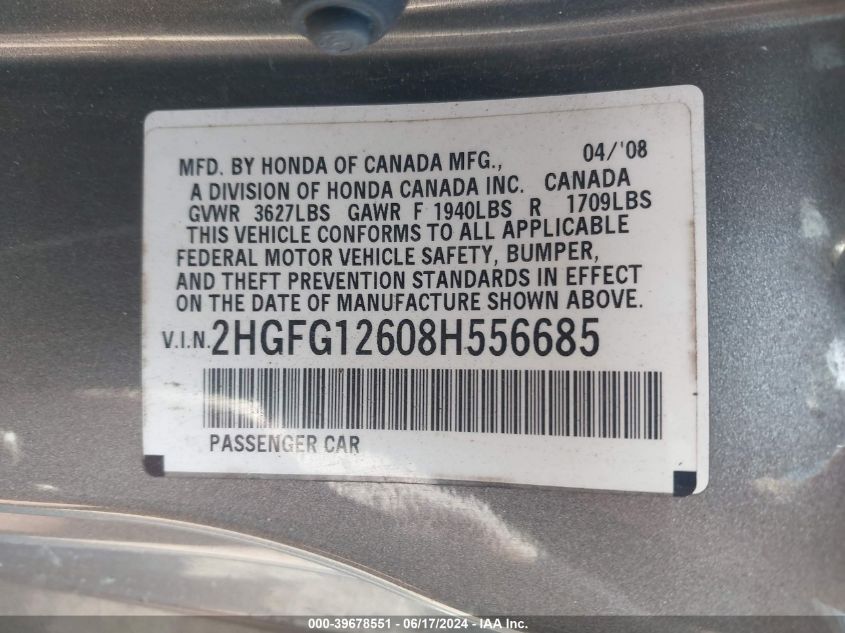 MFD. BY HONDA OF CANADA MFG., 04/'08
A DIVISION OF HONDA CANADA INC. CANADA
GVWR 3627LBS GAWR F 1940LBS R 1709LBS
THIS VEHICLE CONFORMS TO ALL APPLICABLE
FEDERAL MOTOR VEHICLE SAFETY, BUMPER,
AND THEFT PREVENTION STANDARDS IN EFFECT
ON THE DATE OF MANUFACTURE SHOWN ABOVE.
V.I.N.2HGFG12608H556685
PASSENGER CAR
000-39678551 - 06/17/2024 - IAA Inc.